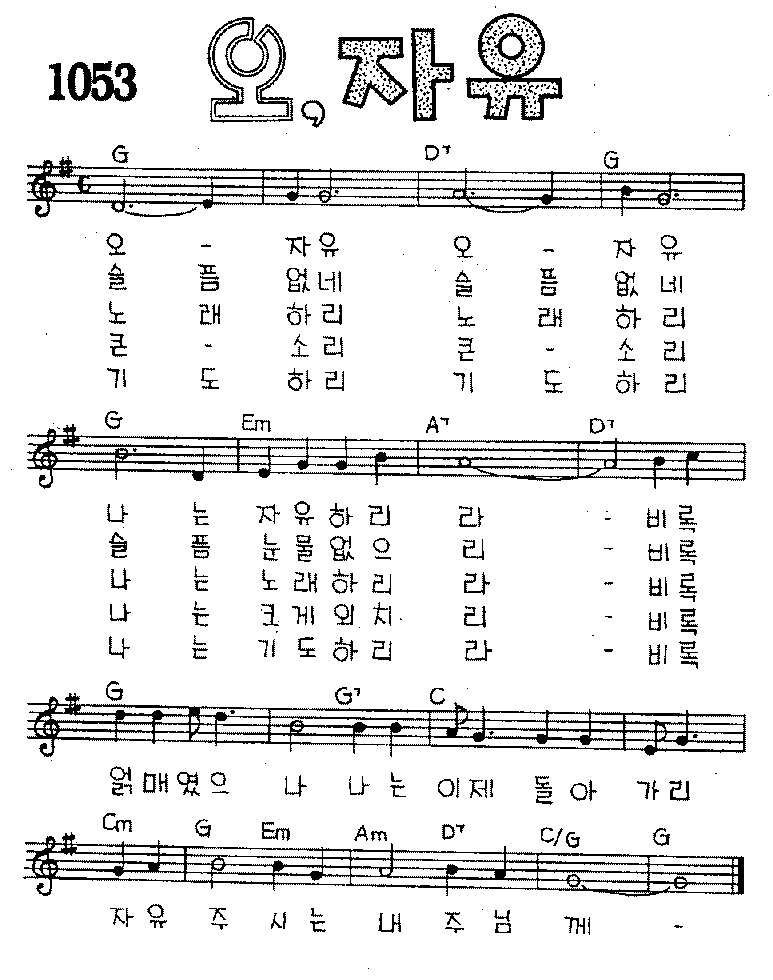 1053 오, 자유
G D7 G
오 - 자유 오 - 자유
슬 픔 없네 슬 픔 없네
노 래 하리 노 래 하리
큰 - 소리 큰 - 소리
기 도 하리 기 도 하리
G Em A7 D7
나 는 자유하리 라 - 비록
슬 픔 눈물없으 리 - 비록
나 는 노래하리 라 - 비록
나 는 크게외치 리 - 비록
나 는 기도하리 라 - 비록
G G7 C
얽매였으 나 나는 이제 돌아 가리
Cm G Em Am D7 C/G G
자유 주 시는 내 주님 께 -